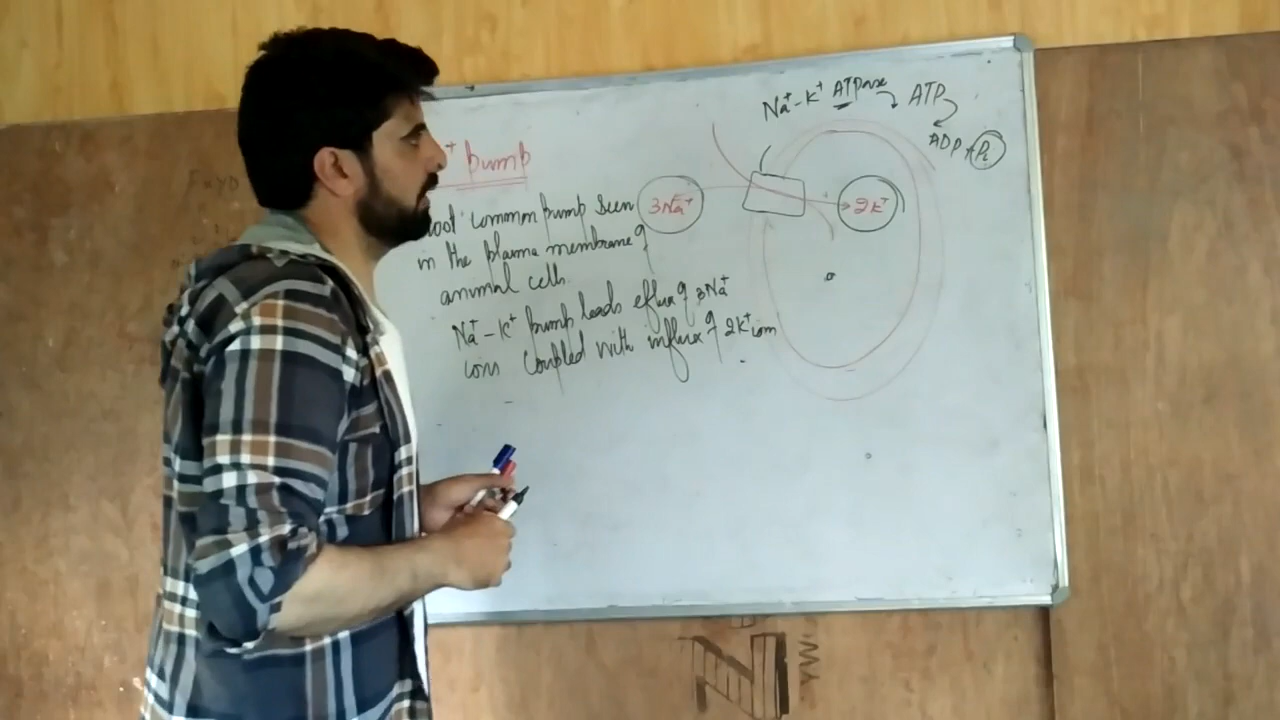 Na⁺-K⁺ ATPase
ATP
ADP + Pi
⁺ pump
common pump seen
in the plasma membrane of
animal cells.
Na⁺-K⁺ pump leads efflux of 3Na⁺
ions coupled with influx of 2K⁺ ions
3Na⁺
2K⁺